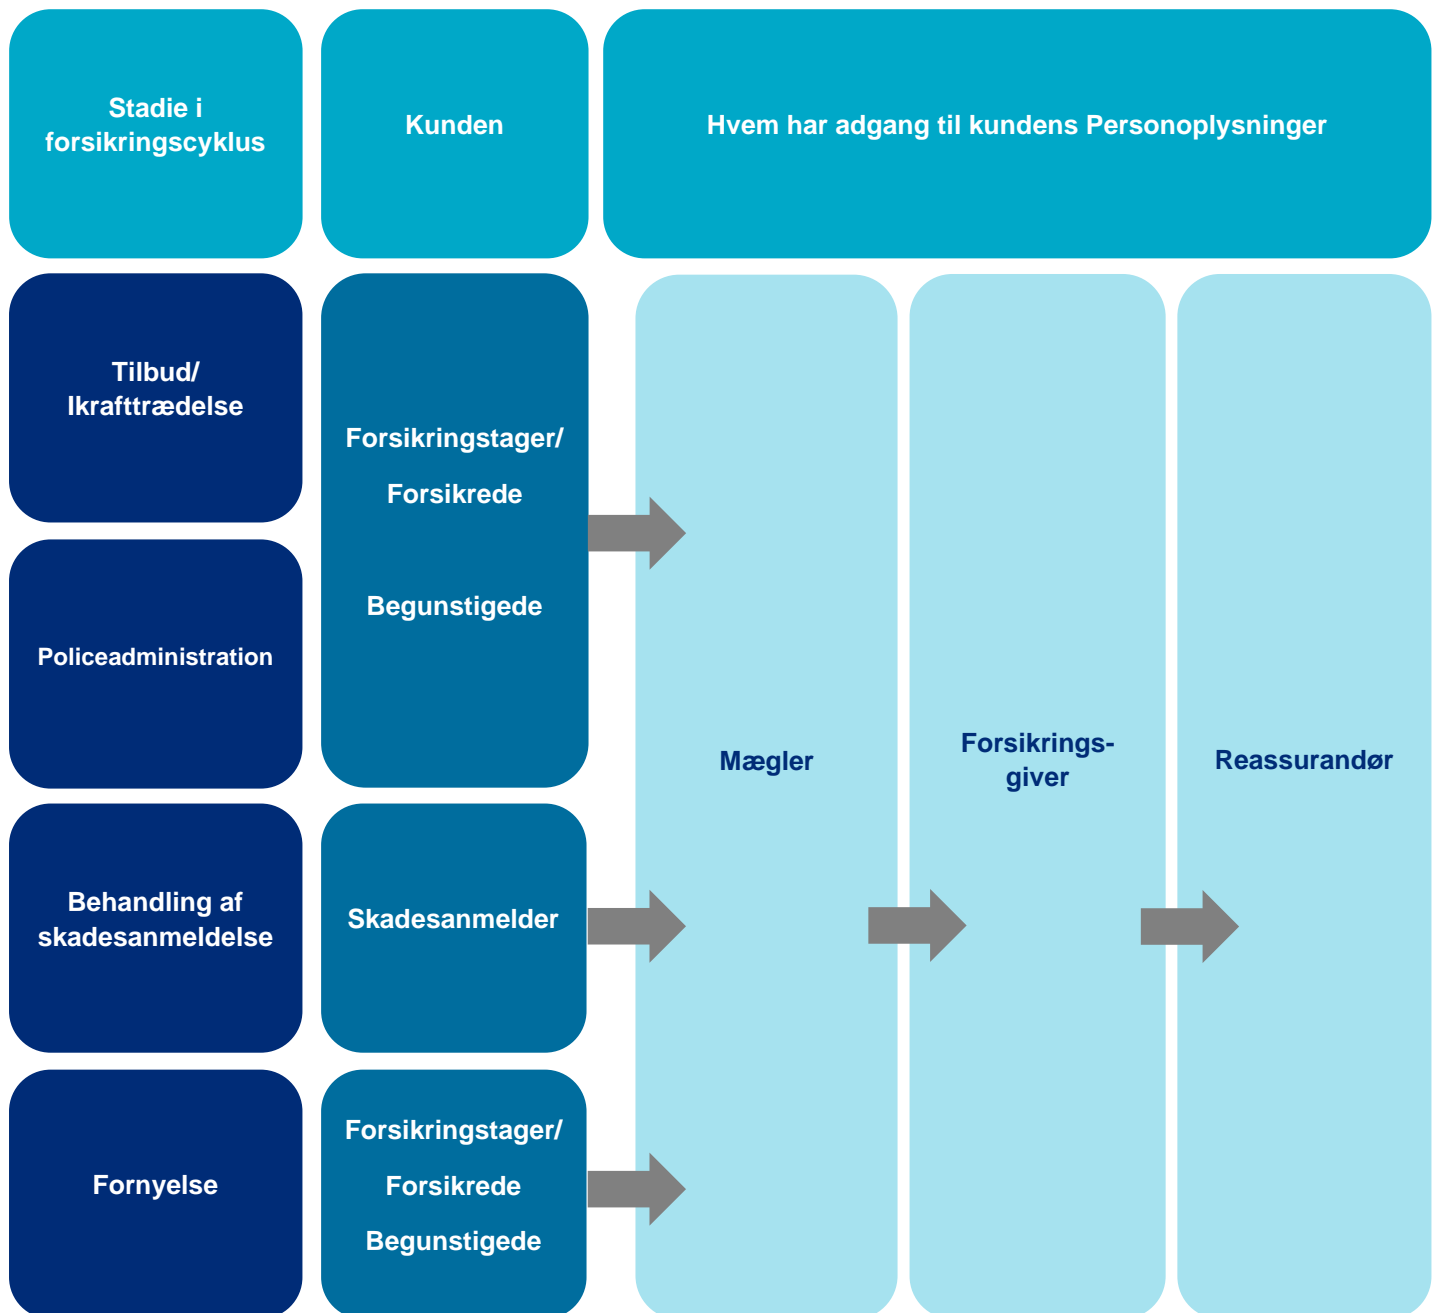 Stadie i
forsikringscyklus
Kunden
Hvem har adgang til kundens Personoplysninger
Tilbud/
Ikrafttrædelse
Forsikringstager/
Forsikrede
Begunstigede
Policeadministration
Mægler
Forsikrings-
giver
Reassurandør
Behandling af
skadesanmeldelse
Skadesanmelder
Fornyelse
Forsikringstager/
Forsikrede
Begunstigede